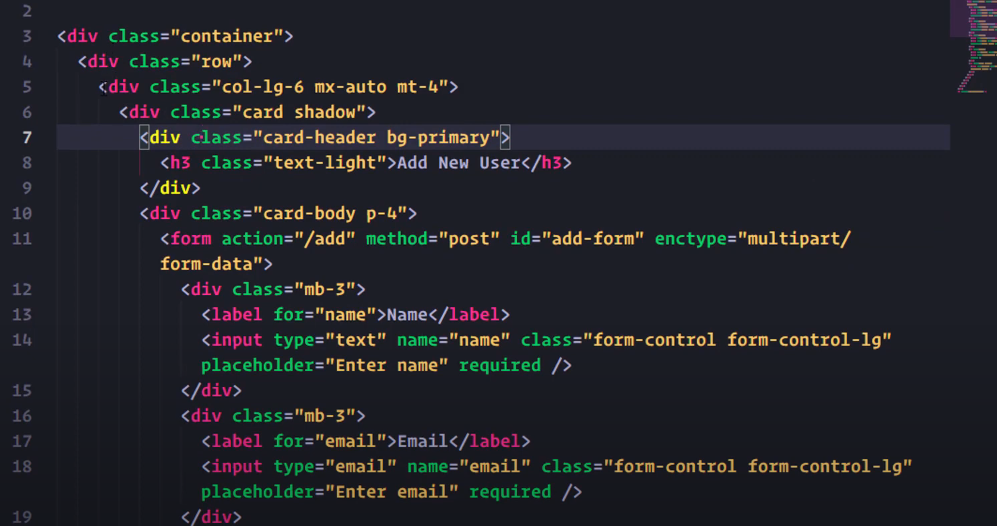 2
3 <div class="container">
4 <div class="row">
5 <div class="col-lg-6 mx-auto mt-4">
6 <div class="card shadow">
7 <div class="card-header bg-primary">
8 <h3 class="text-light">Add New User</h3>
9 </div>
10 <div class="card-body p-4">
11 <form action="/add" method="post" id="add-form" enctype="multipart/
form-data">
12 <div class="mb-3">
13 <label for="name">Name</label>
14 <input type="text" name="name" class="form-control form-control-lg"
placeholder="Enter name" required />
15 </div>
16 <div class="mb-3">
17 <label for="email">Email</label>
18 <input type="email" name="email" class="form-control form-control-lg"
placeholder="Enter email" required />
19 </div>